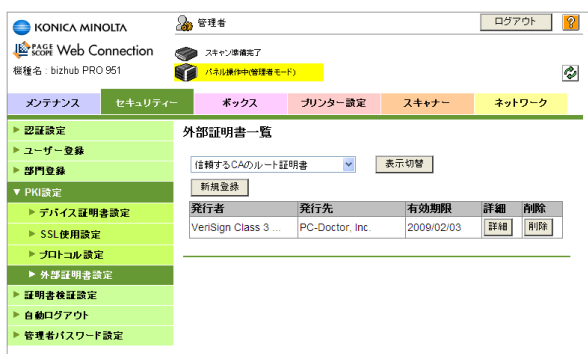 KONICA MINOLTA
管理者
ログアウト
?
PAGE SCOPE Web Connection
スキャン準備完了
機種名 : bizhub PRO 951
パネル操作中(管理者モード)
メンテナンス
セキュリティー
ボックス
プリンター設定
スキャナー
ネットワーク
認証設定
ユーザー登録
部門登録
PKI設定
デバイス証明書設定
SSL使用設定
プロトコル設定
外部証明書設定
証明書検証設定
自動ログアウト
管理者パスワード設定
外部証明書一覧
信頼するCAのルート証明書
表示切替
新規登録
発行者 発行先 有効期限 詳細 削除
VeriSign Class 3 ... PC-Doctor, Inc. 2009/02/03 詳細 削除